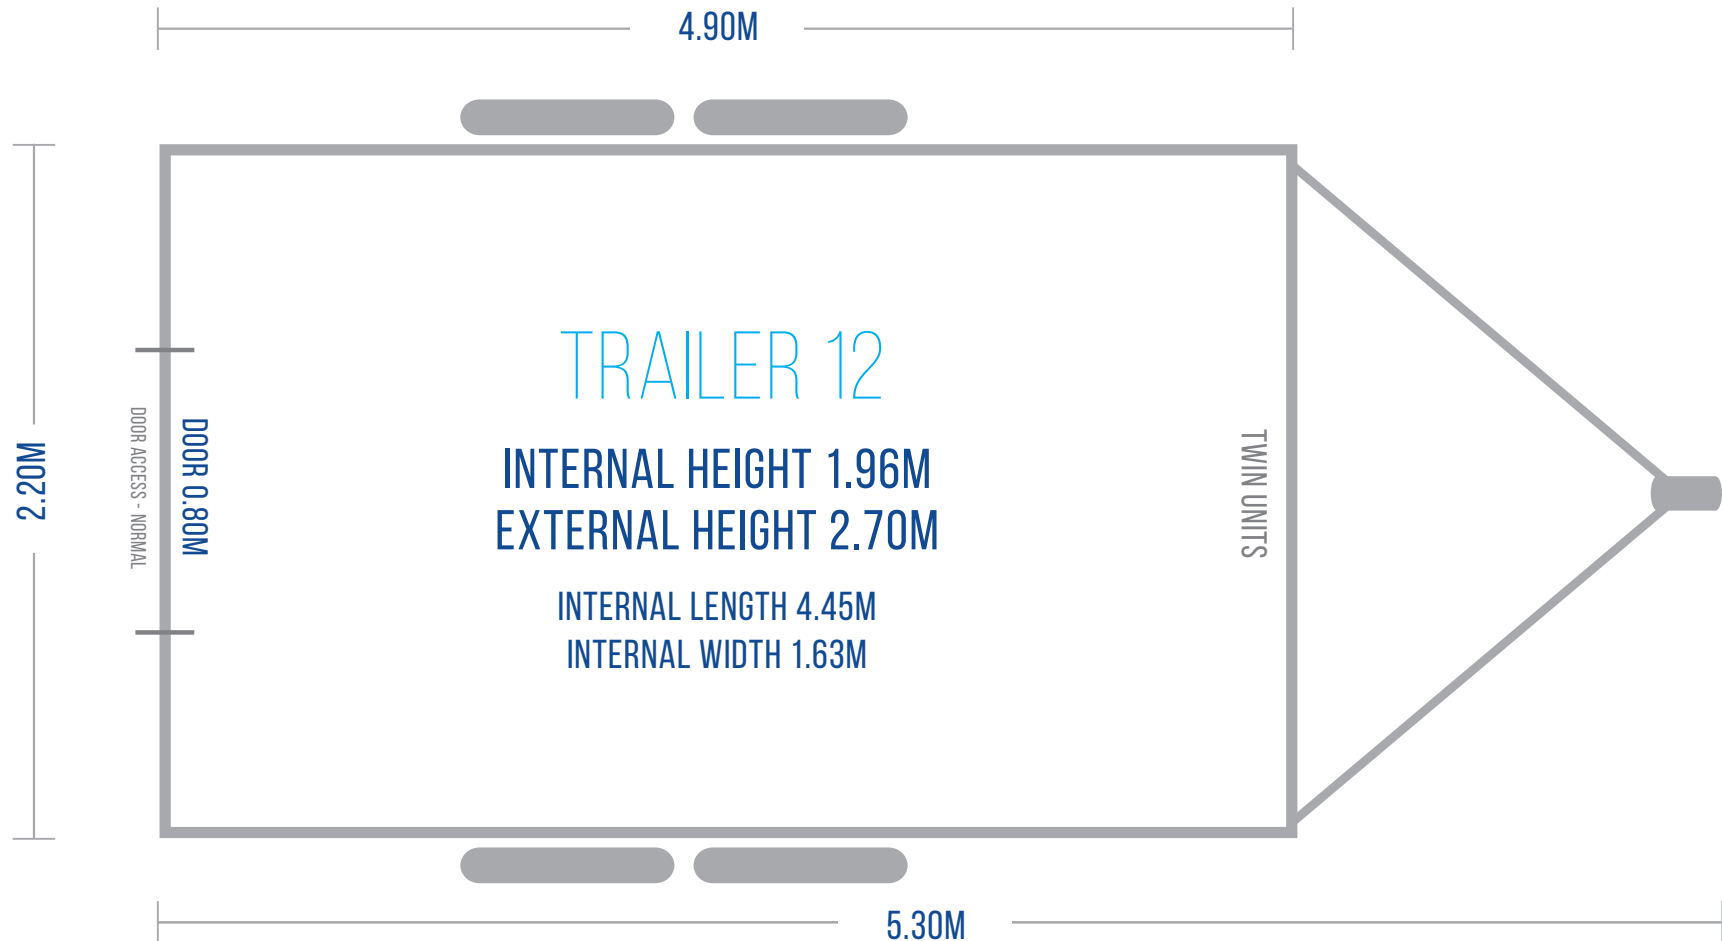 4.90M
2.20M
DOOR ACCESS - NORMAL
DOOR 0.80M
TRAILER 12
INTERNAL HEIGHT 1.96M
EXTERNAL HEIGHT 2.70M
INTERNAL LENGTH 4.45M
INTERNAL WIDTH 1.63M
TWIN UNITS
5.30M